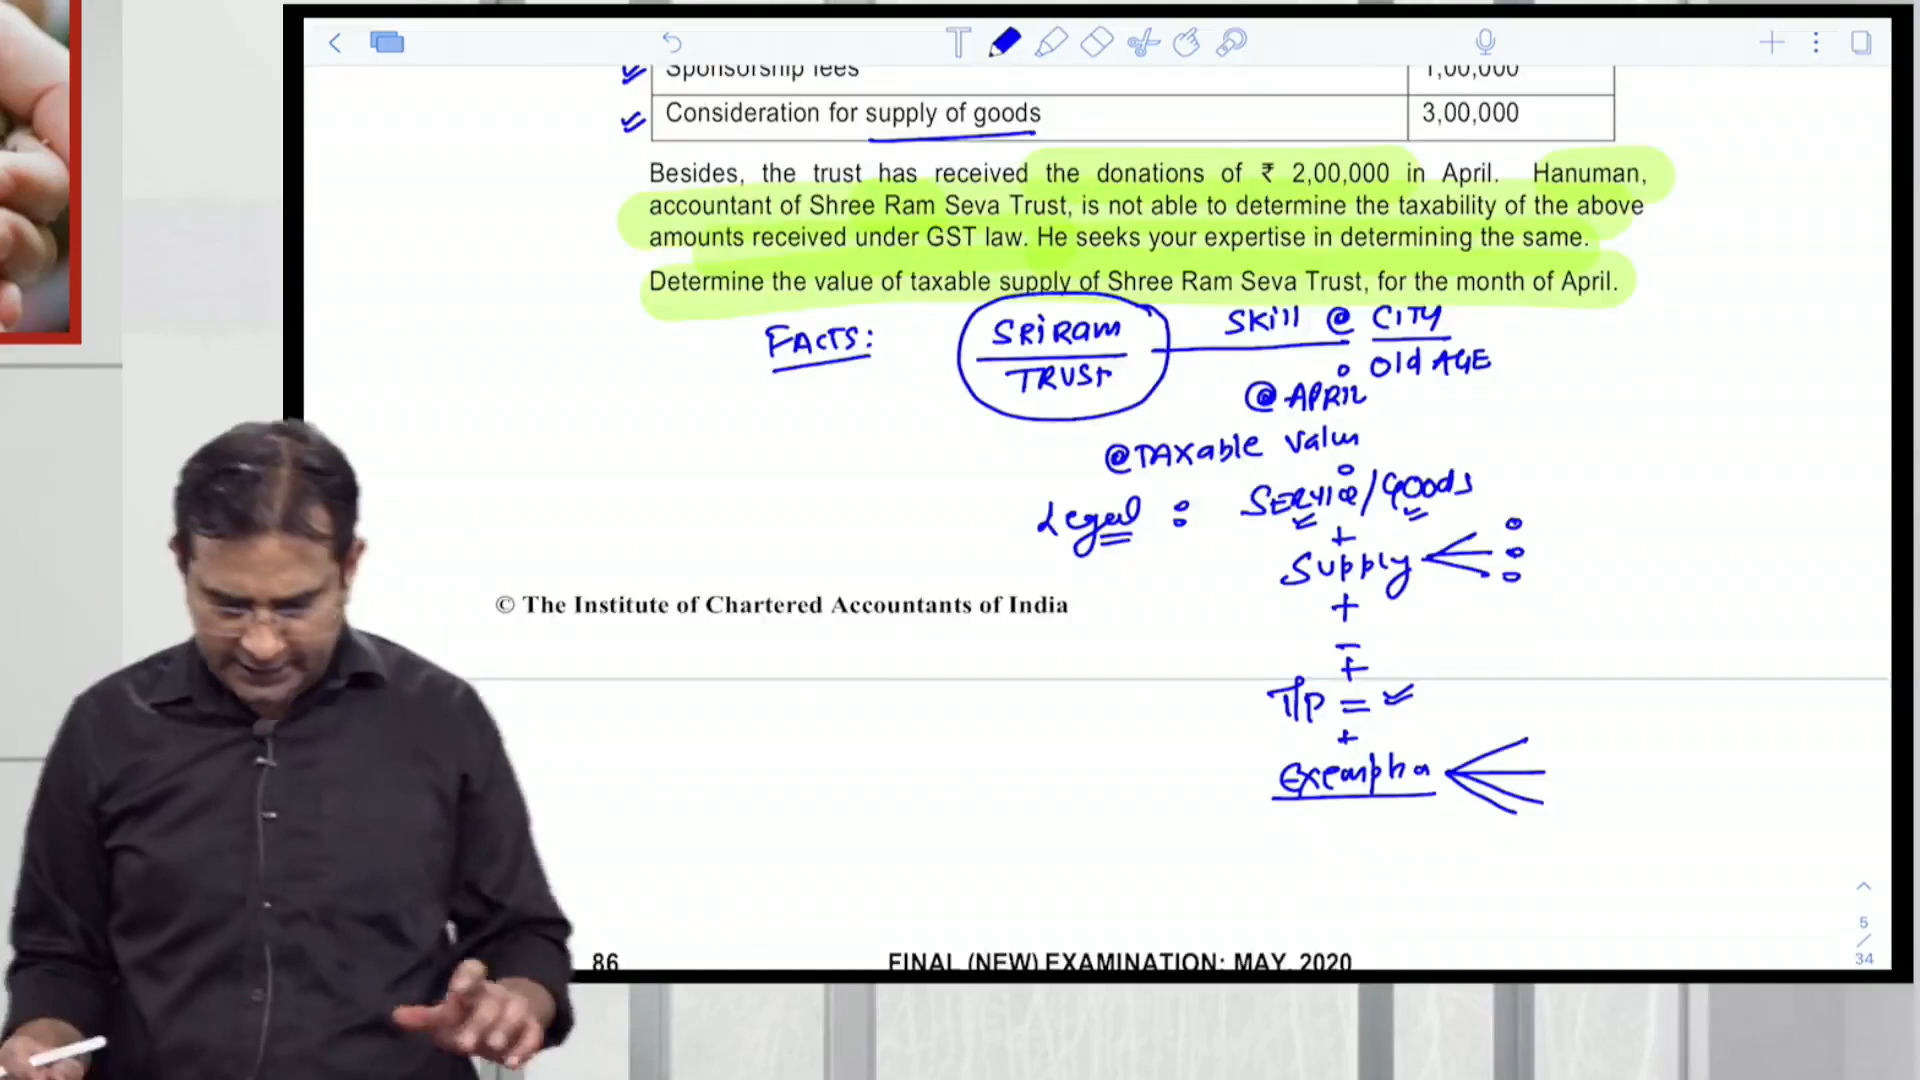 Sponsorship fees 1,00,000
Consideration for supply of goods 3,00,000
Besides, the trust has received the donations of ₹ 2,00,000 in April. Hanuman,
accountant of Shree Ram Seva Trust, is not able to determine the taxability of the above
amounts received under GST law. He seeks your expertise in determining the same.
Determine the value of taxable supply of Shree Ram Seva Trust, for the month of April.
FACTS: SRiRAM SKill @ CITY
TRUST Old AGE
@ APRIL
@ TAXable Valu
Legal : SERVICE/Goods
+
Supply
+
T/P =
+
© The Institute of Chartered Accountants of India
86 FINAL (NEW) EXAMINATION: MAY, 2020
5
/
34